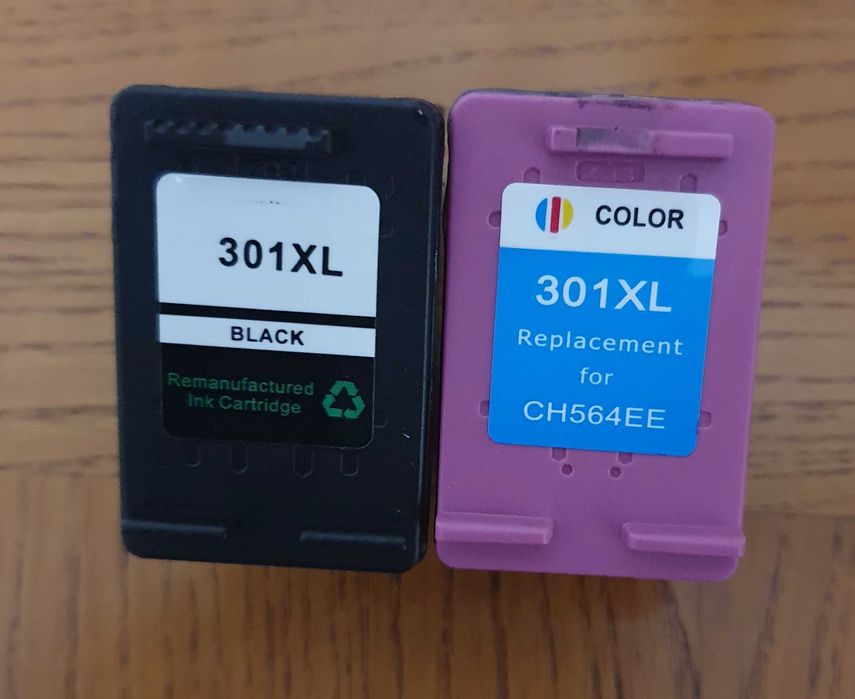 301XL
BLACK
Remanufactured
Ink Cartridge
COLOR
301XL
Replacement
for
CH564EE